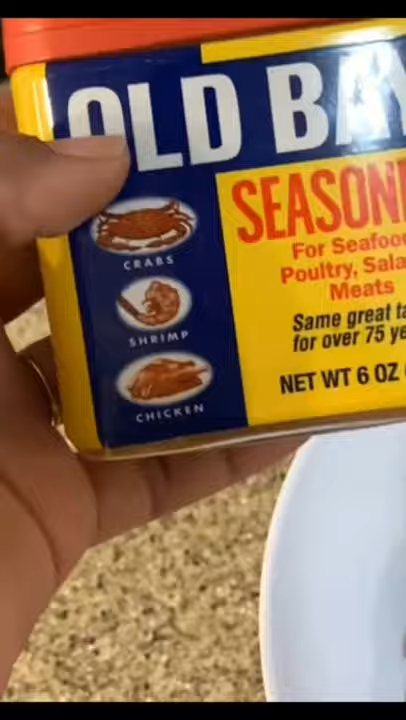 OLD BAY
SEASON
For Seafoo
Poultry, Sala
Meats
Same great ta
for over 75 ye
NET WT 6 OZ
CRABS
SHRIMP
CHICKEN